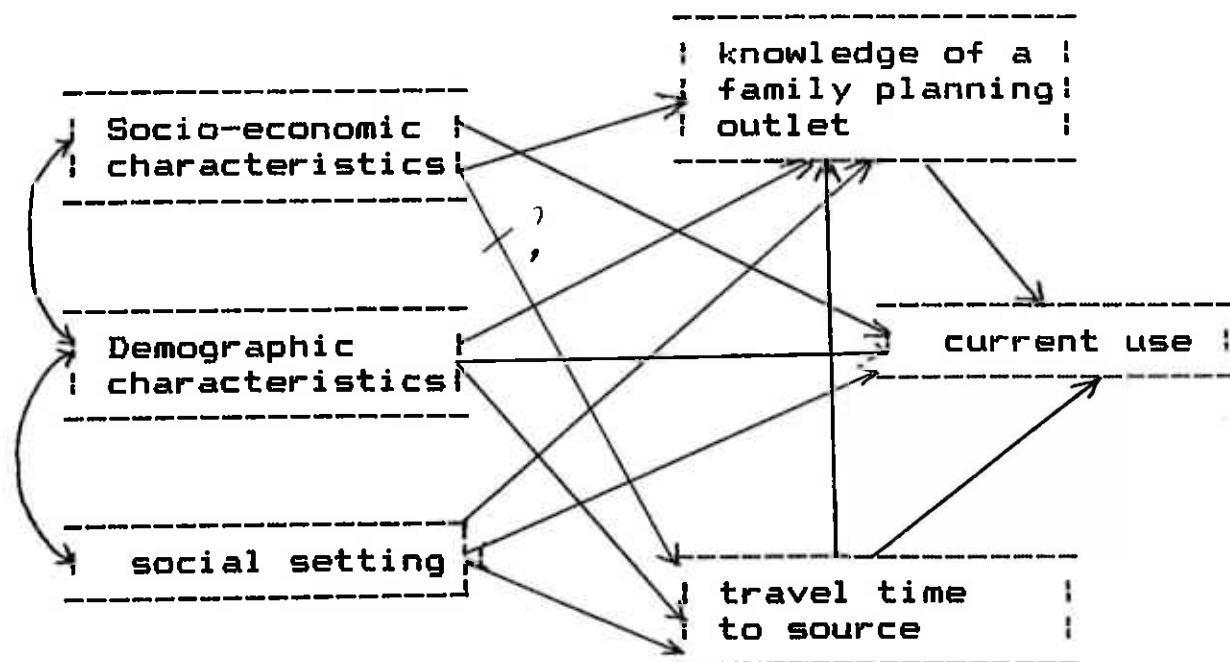 knowledge of a
family planning
outlet
Socio-economic
characteristics
?
Demographic
characteristics
current use
social setting
travel time
to source